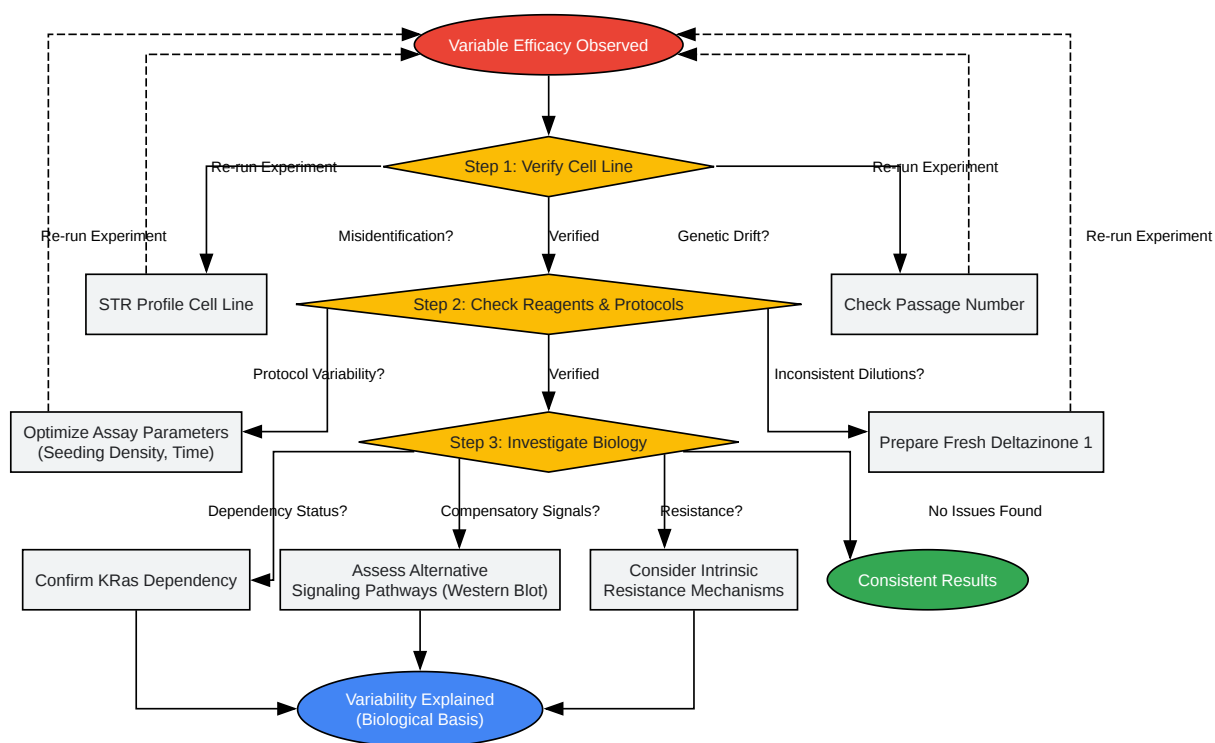 Variable Efficacy Observed
Step 1: Verify Cell Line
Re-run Experiment
Re-run Experiment
Re-run Experiment
Misidentification?
Verified
Genetic Drift?
Re-run Experiment
STR Profile Cell Line
Step 2: Check Reagents & Protocols
Check Passage Number
Protocol Variability?
Verified
Inconsistent Dilutions?
Optimize Assay Parameters
(Seeding Density, Time)
Step 3: Investigate Biology
Prepare Fresh Deltazinone 1
Dependency Status?
Compensatory Signals?
Resistance?
No Issues Found
Confirm KRas Dependency
Assess Alternative
Signaling Pathways (Western Blot)
Consider Intrinsic
Resistance Mechanisms
Consistent Results
Variability Explained
(Biological Basis)